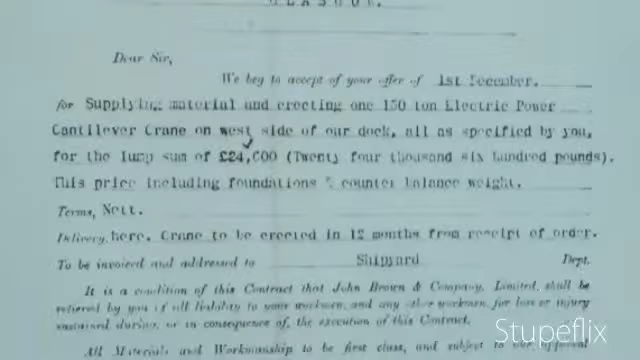 GLASGOW.
Dear Sir,
We beg to accept of your offer of 1st December.
for Supplying material and erecting one 150 ton Electric Power
Cantilever Crane on west side of our dock, all as specified by you,
for the lump sum of £24,600 (Twenty four thousand six hundred pounds).
This price including foundations & counter balance weight.
Terms, Nett.
Delivery, here. Crane to be erected in 12 months from receipt of order.
To be invoiced and addressed to Shipyard Dept.
It is a condition of this Contract that John Brown & Company, Limited, shall be
relieved by you of all liability to your workmen, and any other workmen, for loss or injury
sustained during, or in consequence of, the execution of this Contract.
All Materials and Workmanship to be first class, and subject to our approval
Stupeflix